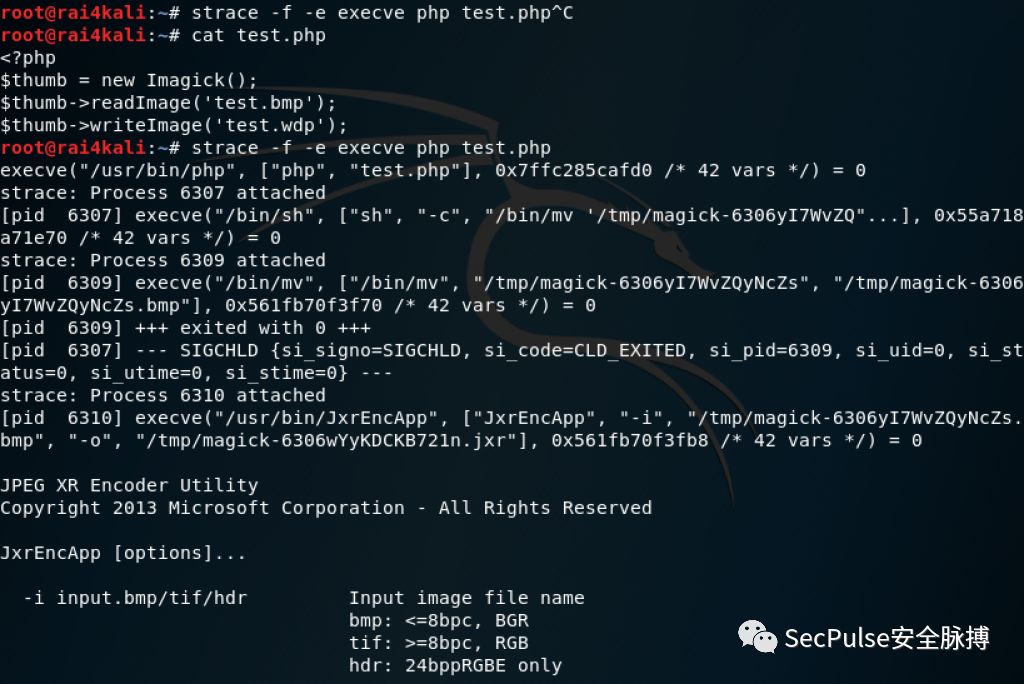 root@rai4kali:~# strace -f -e execve php test.php^C
root@rai4kali:~# cat test.php
<?php
$thumb = new Imagick();
$thumb->readImage('test.bmp');
$thumb->writeImage('test.wdp');
root@rai4kali:~# strace -f -e execve php test.php
execve("/usr/bin/php", ["php", "test.php"], 0x7ffc285cafd0 /* 42 vars */) = 0
strace: Process 6307 attached
[pid  6307] execve("/bin/sh", ["sh", "-c", "/bin/mv '/tmp/magick-6306yI7WvZQ"...], 0x55a718
a71e70 /* 42 vars */) = 0
strace: Process 6309 attached
[pid  6309] execve("/bin/mv", ["/bin/mv", "/tmp/magick-6306yI7WvZQyNcZs", "/tmp/magick-6306
yI7WvZQyNcZs.bmp"], 0x561fb70f3f70 /* 42 vars */) = 0
[pid  6309] +++ exited with 0 +++
[pid  6307] --- SIGCHLD {si_signo=SIGCHLD, si_code=CLD_EXITED, si_pid=6309, si_uid=0, si_st
atus=0, si_utime=0, si_stime=0} ---
strace: Process 6310 attached
[pid  6310] execve("/usr/bin/JxrEncApp", ["JxrEncApp", "-i", "/tmp/magick-6306yI7WvZQyNcZs.
bmp", "-o", "/tmp/magick-6306wYyKDCKB721n.jxr"], 0x561fb70f3fb8 /* 42 vars */) = 0
JPEG XR Encoder Utility
Copyright 2013 Microsoft Corporation - All Rights Reserved
JxrEncApp [options]...
-i input.bmp/tif/hdr         Input image file name
bmp: <=8bpc, BGR
tif: >=8bpc, RGB
hdr: 24bppRGBE only
SecPulse安全脉搏